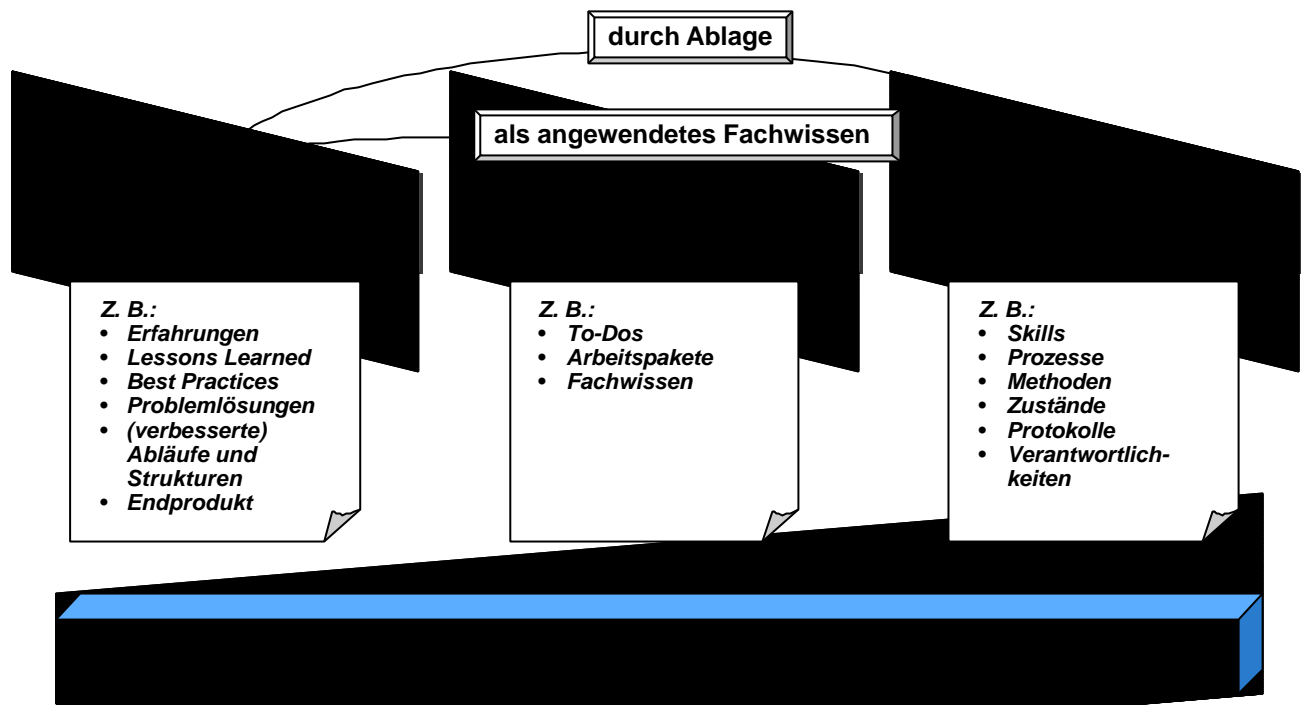 durch Ablage
als angewendetes Fachwissen
Z. B.:
• Erfahrungen
• Lessons Learned
• Best Practices
• Problemlösungen
• (verbesserte)
Abläufe und
Strukturen
• Endprodukt
Z. B.:
• To-Dos
• Arbeitspakete
• Fachwissen
Z. B.:
• Skills
• Prozesse
• Methoden
• Zustände
• Protokolle
• Verantwortlich-
keiten